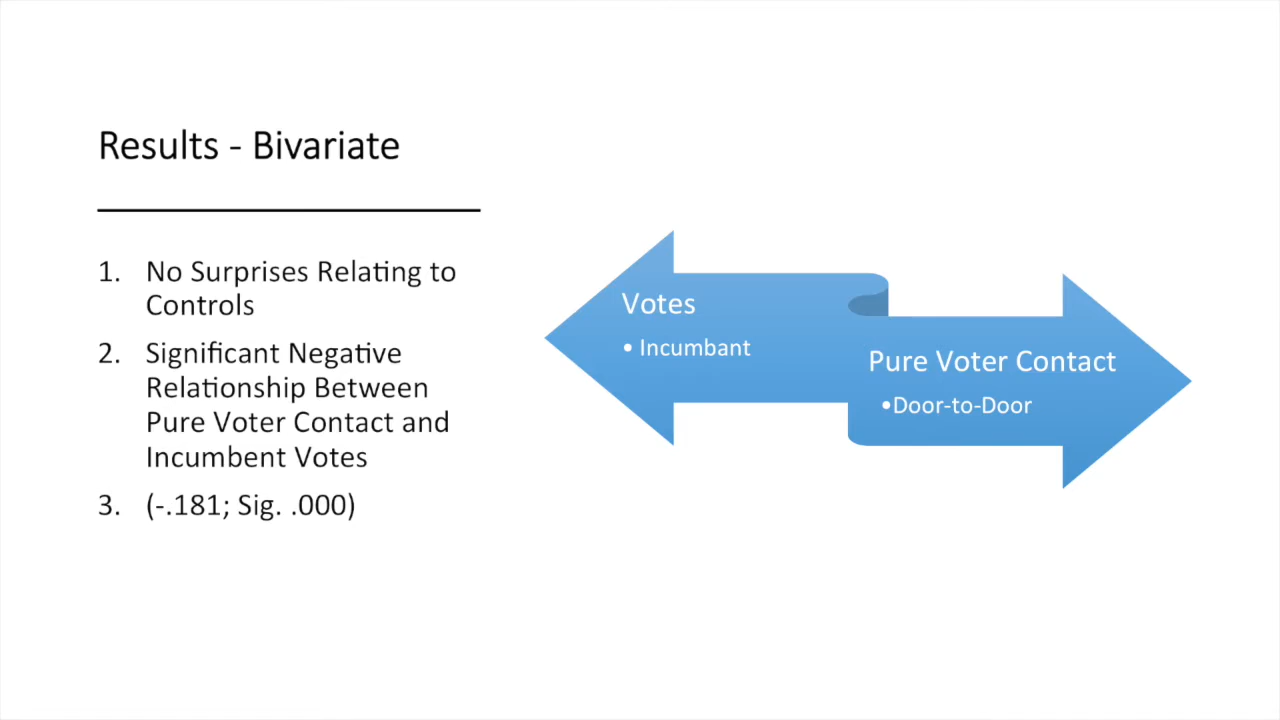 Results - Bivariate
1. No Surprises Relating to
Controls
2. Significant Negative
Relationship Between
Pure Voter Contact and
Incumbent Votes
3. (-.181; Sig. .000)
Votes
• Incumbant
Pure Voter Contact
•Door-to-Door